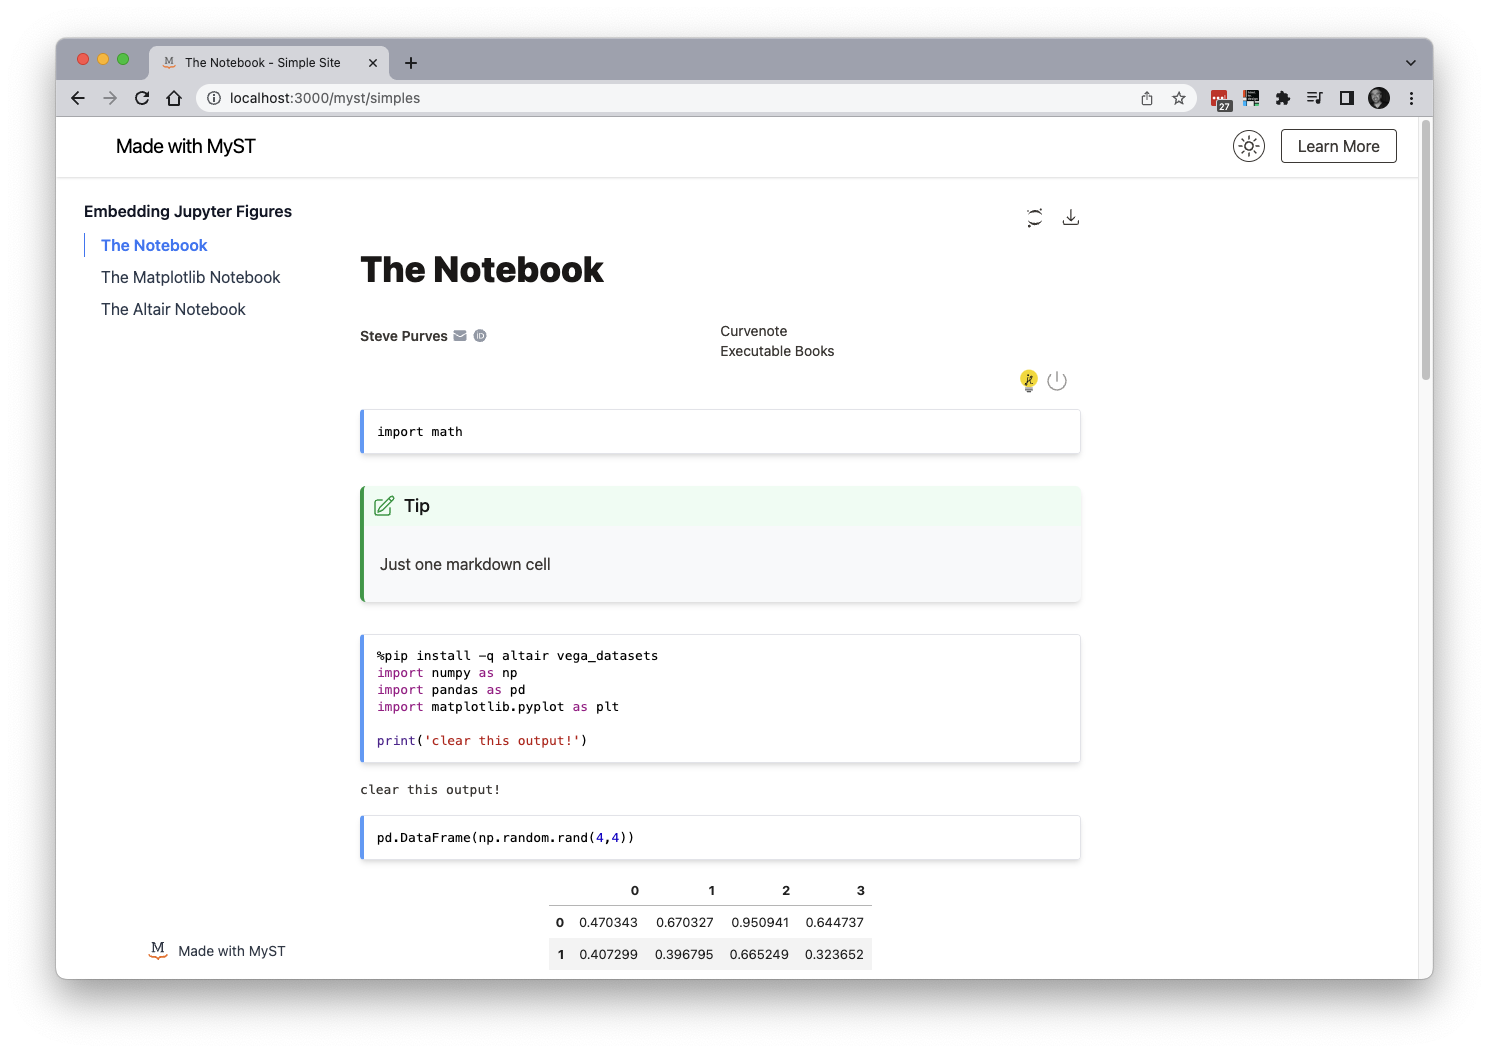 The Notebook - Simple Site
localhost:3000/myst/simples
27
Made with MyST
Learn More
Embedding Jupyter Figures
The Notebook
The Matplotlib Notebook
The Altair Notebook
The Notebook
Steve Purves
iD
Curvenote
Executable Books
import math
Tip
Just one markdown cell
%pip install -q altair vega_datasets
import numpy as np
import pandas as pd
import matplotlib.pyplot as plt
print('clear this output!')
clear this output!
pd.DataFrame(np.random.rand(4,4))
0 1 2 3
0 0.470343 0.670327 0.950941 0.644737
1 0.407299 0.396795 0.665249 0.323652
M Made with MyST